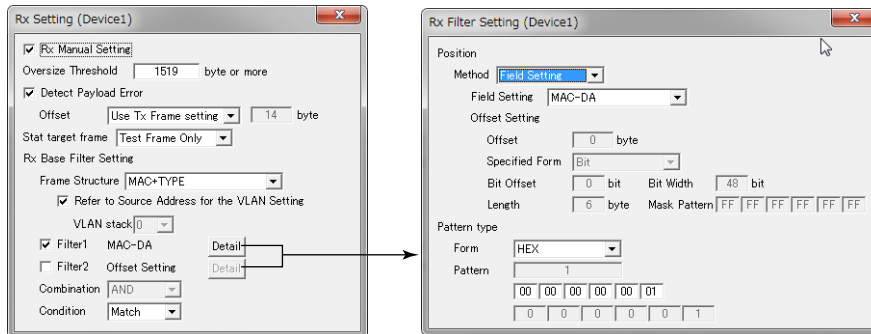 Rx Setting (Device1)
Rx Manual Setting
Oversize Threshold 1519 byte or more
Detect Payload Error
Offset Use Tx Frame setting 14 byte
Stat target frame Test Frame Only
Rx Base Filter Setting
Frame Structure MAC+TYPE
Refer to Source Address for the VLAN Setting
VLAN stack 0
Filter1 MAC-DA Detail
Filter2 Offset Setting Detail
Combination AND
Condition Match
Rx Filter Setting (Device1)
Position
Method Field Setting
Field Setting MAC-DA
Offset Setting
Offset 0 byte
Specified Form Bit
Bit Offset 0 bit Bit Width 48 bit
Length 6 byte Mask Pattern FF FF FF FF FF FF
Pattern type
Form HEX
Pattern 1
00 00 00 00 00 01
0 0 0 0 0 1